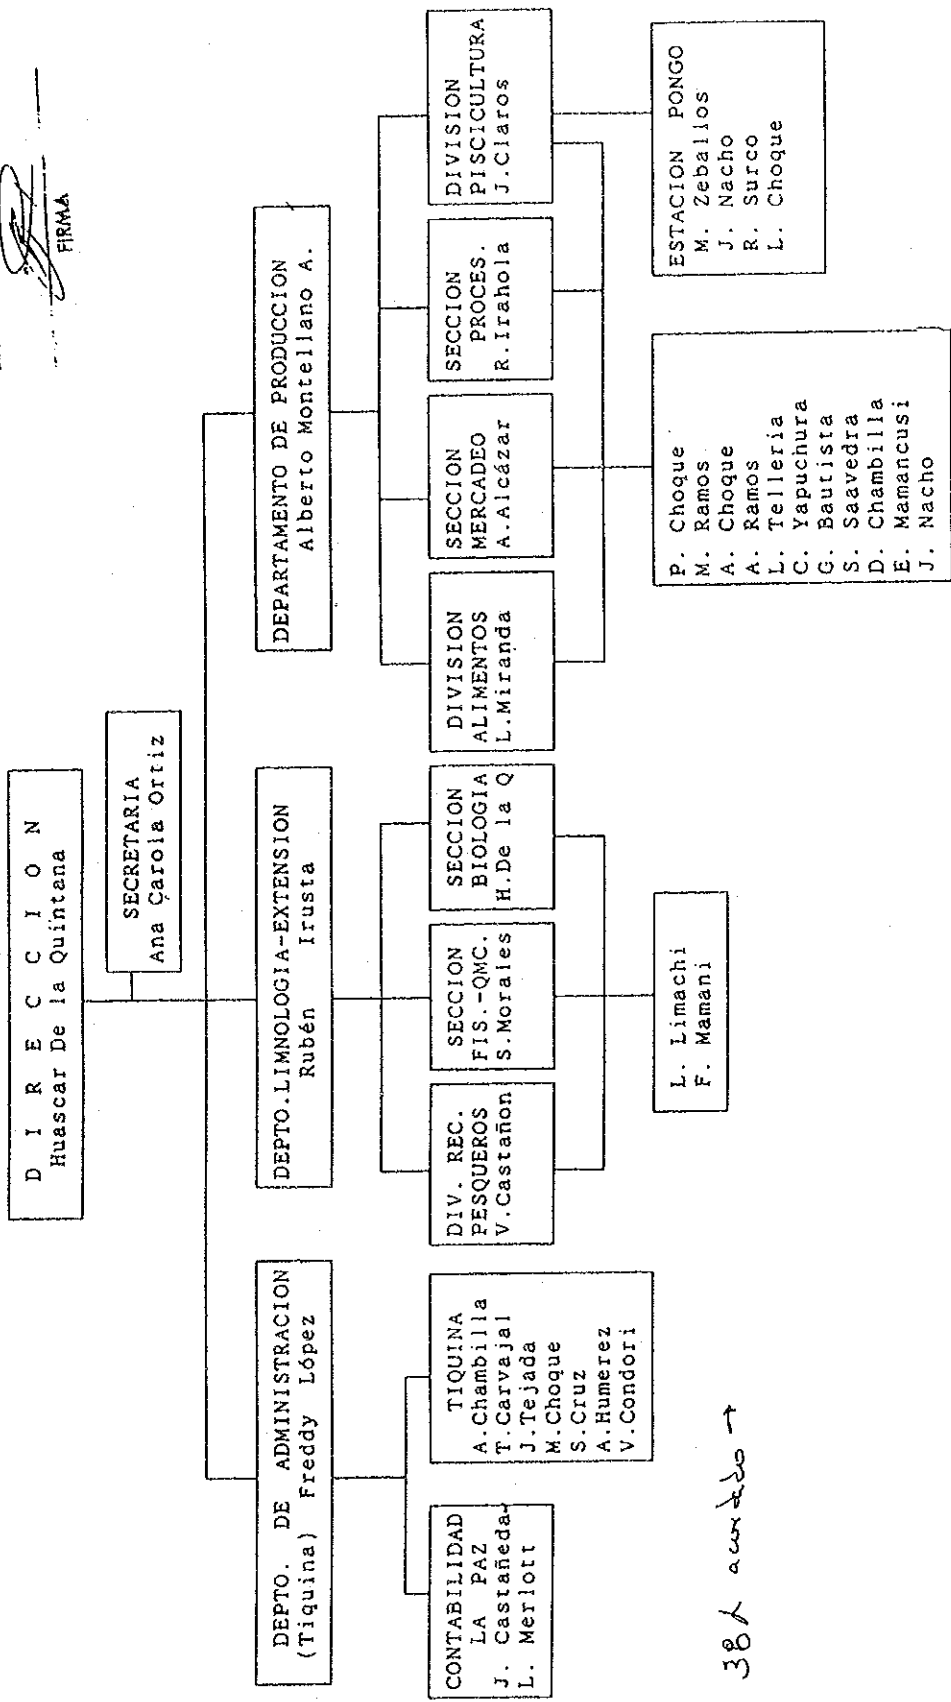 FIRMA
D I R E C C I O N
Huascar De la Quintana
SECRETARIA
Ana Carola Ortiz
DEPTO. DE ADMINISTRACION
(Tiquina) Freddy López
DEPTO.LIMNOLOGIA-EXTENSION
Rubén Irusta
DEPARTAMENTO DE PRODUCCION
Alberto Montellano A.
CONTABILIDAD
LA PAZ
J. Castañeda
L. Merlott
TIQUINA
A.Chambilla
T.Carvajal
J.Tejada
M.Choque
S.Cruz
A.Humerez
V.Condori
DIV. REC.
PESQUEROS
V.Castañon
SECCION
FIS.-QMC.
S.Morales
SECCION
BIOLOGIA
H.De la Q
DIVISION
ALIMENTOS
L.Miranda
SECCION
MERCADEO
A.Alcázar
SECCION
PROCES.
R.Irahola
DIVISION
PISCICULTURA
J.Claros
L. Limachi
F. Mamani
P. Choque
M. Ramos
A. Choque
A. Ramos
L. Tellería
C. Yapuchura
G. Bautista
S. Saavedra
D. Chambilla
E. Mamancusi
J. Nacho
ESTACION PONGO
M. Zeballos
J. Nacho
R. Surco
L. Choque